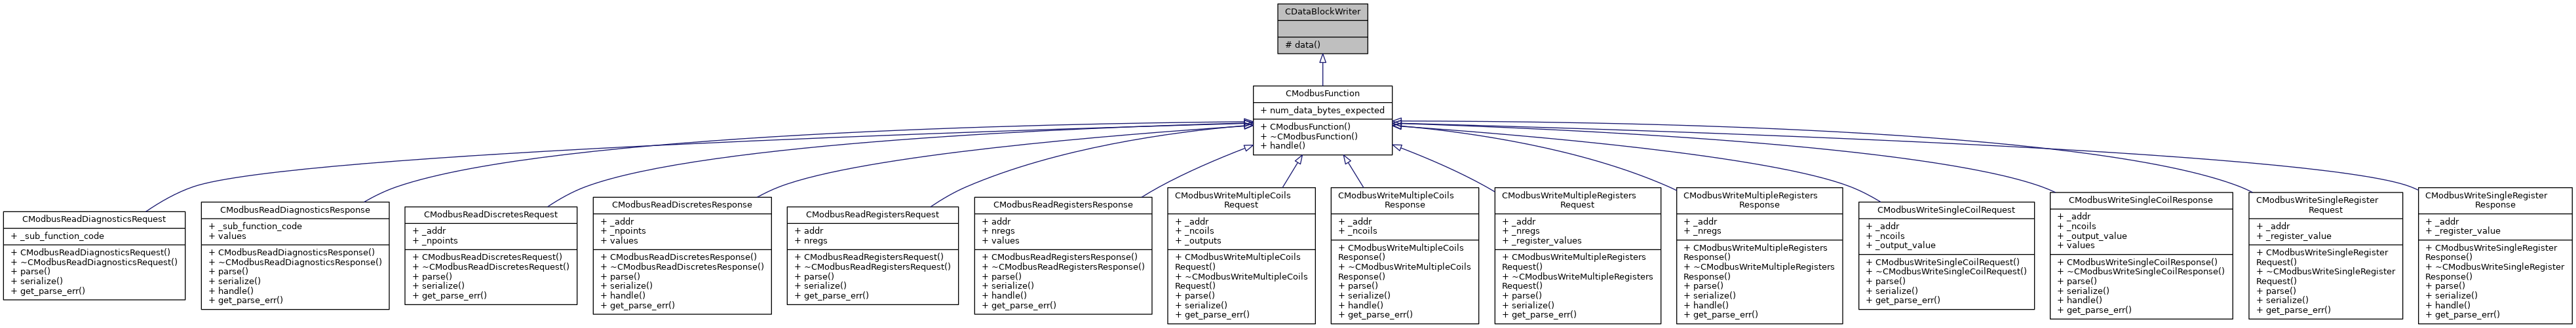 CDataBlockWriter
# data()
CModbusFunction
+ num_data_bytes_expected
+ CModbusFunction()
+ ~CModbusFunction()
+ handle()
CModbusReadDiagnosticsRequest
+ _sub_function_code
+ CModbusReadDiagnosticsRequest()
+ ~CModbusReadDiagnosticsRequest()
+ parse()
+ serialize()
+ get_parse_err()
CModbusReadDiagnosticsResponse
+ _sub_function_code
+ values
+ CModbusReadDiagnosticsResponse()
+ ~CModbusReadDiagnosticsResponse()
+ parse()
+ serialize()
+ handle()
+ get_parse_err()
CModbusReadDiscretesRequest
+ _addr
+ _npoints
+ CModbusReadDiscretesRequest()
+ ~CModbusReadDiscretesRequest()
+ parse()
+ serialize()
+ get_parse_err()
CModbusReadDiscretesResponse
+ _addr
+ _npoints
+ values
+ CModbusReadDiscretesResponse()
+ ~CModbusReadDiscretesResponse()
+ parse()
+ serialize()
+ handle()
+ get_parse_err()
CModbusReadRegistersRequest
+ addr
+ nregs
+ CModbusReadRegistersRequest()
+ ~CModbusReadRegistersRequest()
+ parse()
+ serialize()
+ get_parse_err()
CModbusReadRegistersResponse
+ addr
+ nregs
+ values
+ CModbusReadRegistersResponse()
+ ~CModbusReadRegistersResponse()
+ parse()
+ serialize()
+ handle()
+ get_parse_err()
CModbusWriteMultipleCoils
Request
+ _addr
+ _ncoils
+ _outputs
+ CModbusWriteMultipleCoils
Request()
+ ~CModbusWriteMultipleCoils
Request()
+ parse()
+ serialize()
+ get_parse_err()
CModbusWriteMultipleCoils
Response
+ _addr
+ _ncoils
+ CModbusWriteMultipleCoils
Response()
+ ~CModbusWriteMultipleCoils
Response()
+ parse()
+ serialize()
+ handle()
+ get_parse_err()
CModbusWriteMultipleRegisters
Request
+ _addr
+ _nregs
+ _register_values
+ CModbusWriteMultipleRegisters
Request()
+ ~CModbusWriteMultipleRegisters
Request()
+ parse()
+ serialize()
+ get_parse_err()
CModbusWriteMultipleRegisters
Response
+ _addr
+ _nregs
+ CModbusWriteMultipleRegisters
Response()
+ ~CModbusWriteMultipleRegisters
Response()
+ parse()
+ serialize()
+ handle()
+ get_parse_err()
CModbusWriteSingleCoilRequest
+ _addr
+ _ncoils
+ _output_value
+ CModbusWriteSingleCoilRequest()
+ ~CModbusWriteSingleCoilRequest()
+ parse()
+ serialize()
+ get_parse_err()
CModbusWriteSingleCoilResponse
+ _addr
+ _ncoils
+ _output_value
+ values
+ CModbusWriteSingleCoilResponse()
+ ~CModbusWriteSingleCoilResponse()
+ parse()
+ serialize()
+ handle()
+ get_parse_err()
CModbusWriteSingleRegister
Request
+ _addr
+ _register_value
+ CModbusWriteSingleRegister
Request()
+ ~CModbusWriteSingleRegister
Request()
+ parse()
+ serialize()
+ get_parse_err()
CModbusWriteSingleRegister
Response
+ _addr
+ _register_value
+ CModbusWriteSingleRegister
Response()
+ ~CModbusWriteSingleRegister
Response()
+ parse()
+ serialize()
+ handle()
+ get_parse_err()